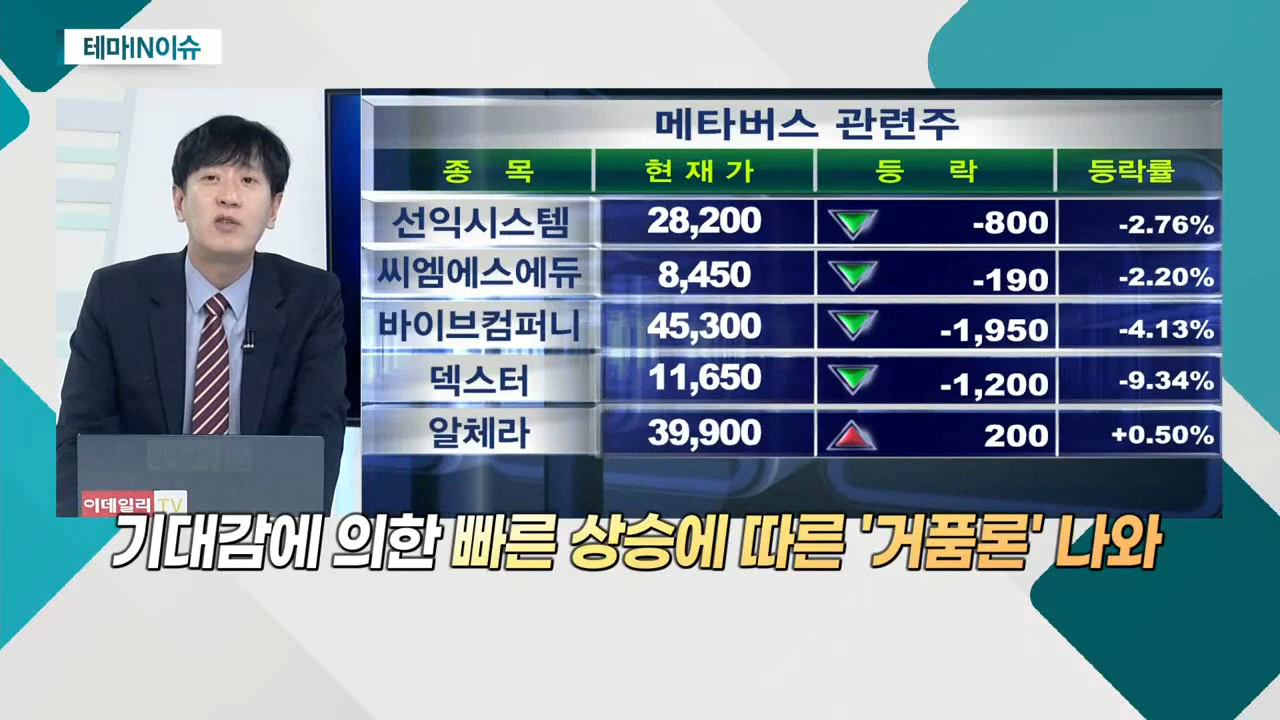 테마IN이슈
메타버스 관련주
종 목 현 재 가 등 락 등락률
선익시스템 28,200 -800 -2.76%
씨엠에스에듀 8,450 -190 -2.20%
바이브컴퍼니 45,300 -1,950 -4.13%
덱스터 11,650 -1,200 -9.34%
알체라 39,900 200 +0.50%
이데일리 TV
기대감에 의한 빠른 상승에 따른 '거품론' 나와